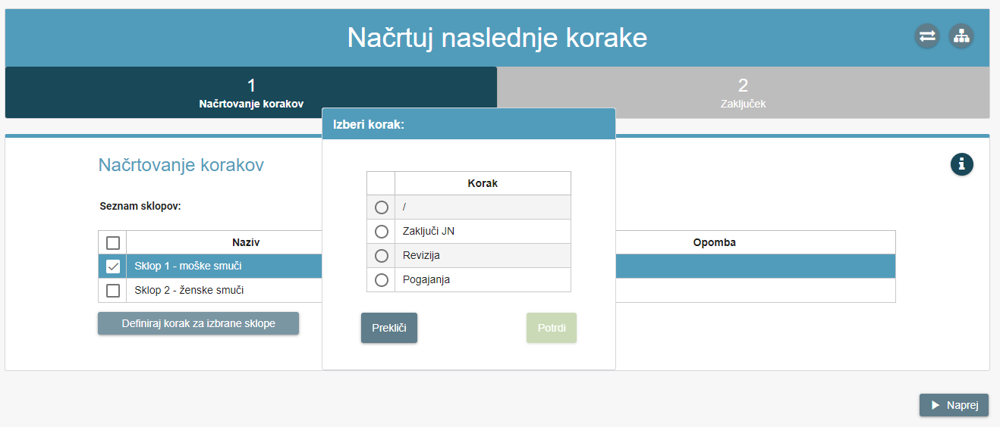 Načrtuj naslednje korake
1
Načrtovanje korakov
2
Zaključek
Izberi korak:
Načrtovanje korakov
Seznam sklopov:
Naziv
Opomba
Sklop 1 - moške smuči
Sklop 2 - ženske smuči
Definiraj korak za izbrane sklope
Korak
/
Zaključi JN
Revizija
Pogajanja
Prekliči
Potrdi
Naprej